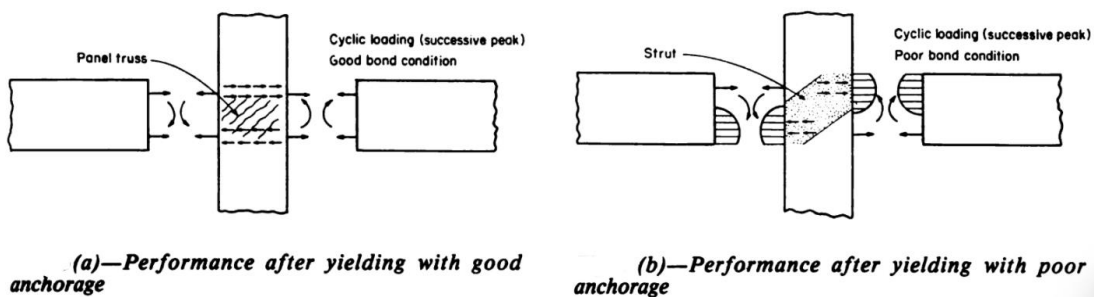 Panel truss
Cyclic loading (successive peak)
Good bond condition
Strut
Cyclic loading (successive peak)
Poor bond condition
(a)—Performance after yielding with good
anchorage
(b)—Performance after yielding with poor
anchorage